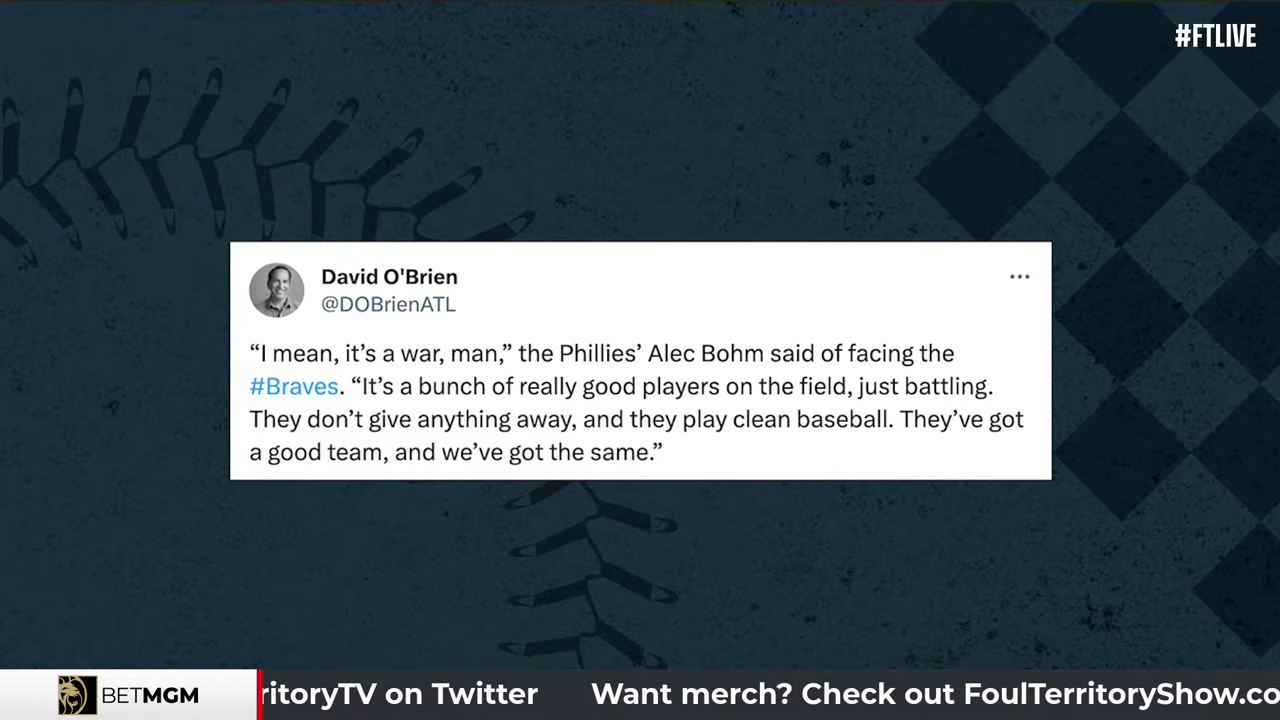 #FTLIVE
David O'Brien
@DOBrienATL
“I mean, it’s a war, man,” the Phillies’ Alec Bohm said of facing the
#Braves. “It’s a bunch of really good players on the field, just battling.
They don’t give anything away, and they play clean baseball. They’ve got
a good team, and we’ve got the same.”
BETMGM
ritoryTV on Twitter Want merch? Check out FoulTerritoryShow.co